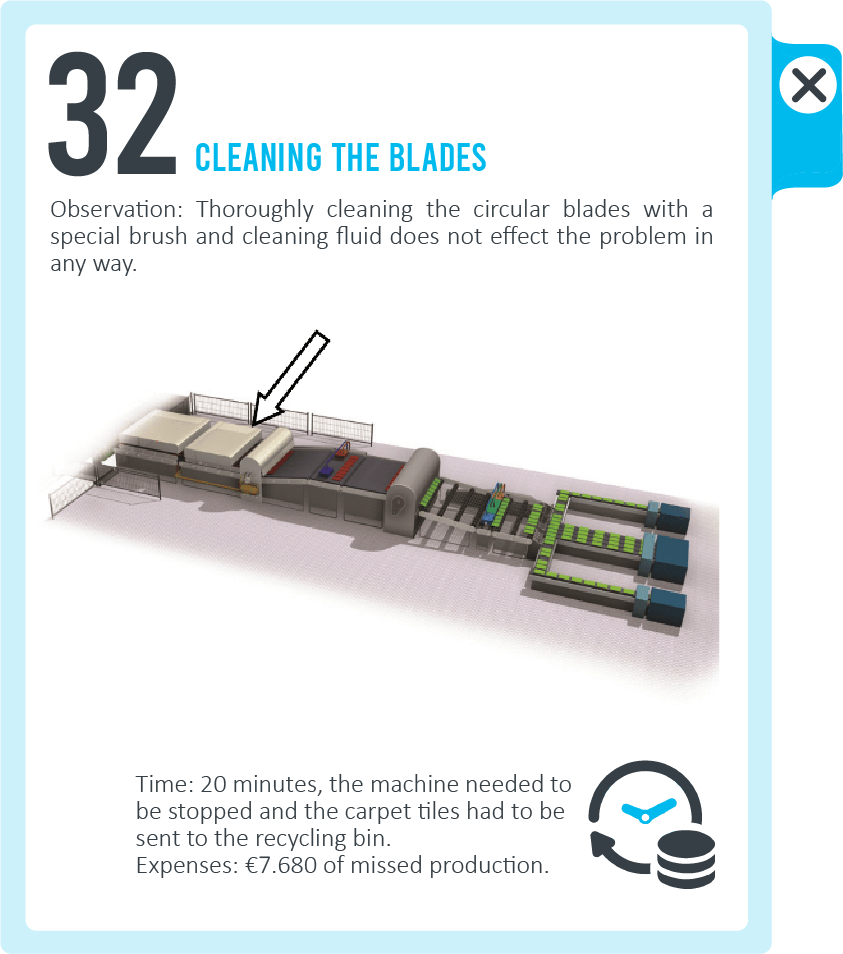 32
CLEANING THE BLADES
Observation: Thoroughly cleaning the circular blades with a
special brush and cleaning fluid does not effect the problem in
any way.
Time: 20 minutes, the machine needed to
be stopped and the carpet tiles had to be
sent to the recycling bin.
Expenses: €7.680 of missed production.